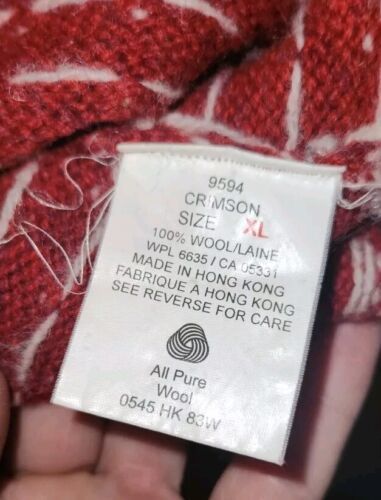 9594
CRIMSON
SIZE XL
100% WOOL/LAINE
WPL 6635 / CA 05331
MADE IN HONG KONG
FABRIQUE A HONG KONG
SEE REVERSE FOR CARE
All Pure
Wool
0545 HK 83W